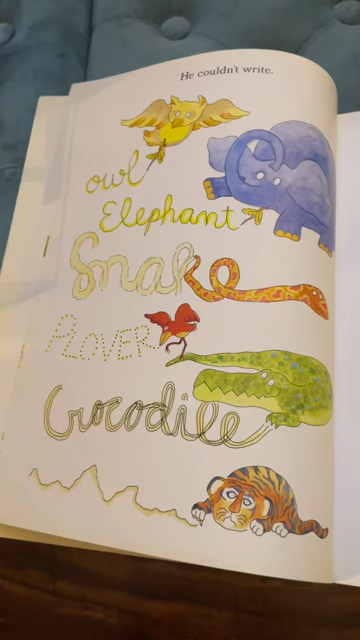 He couldn't write.
owl
Elephant
Snake
PLOVER
Crocodile